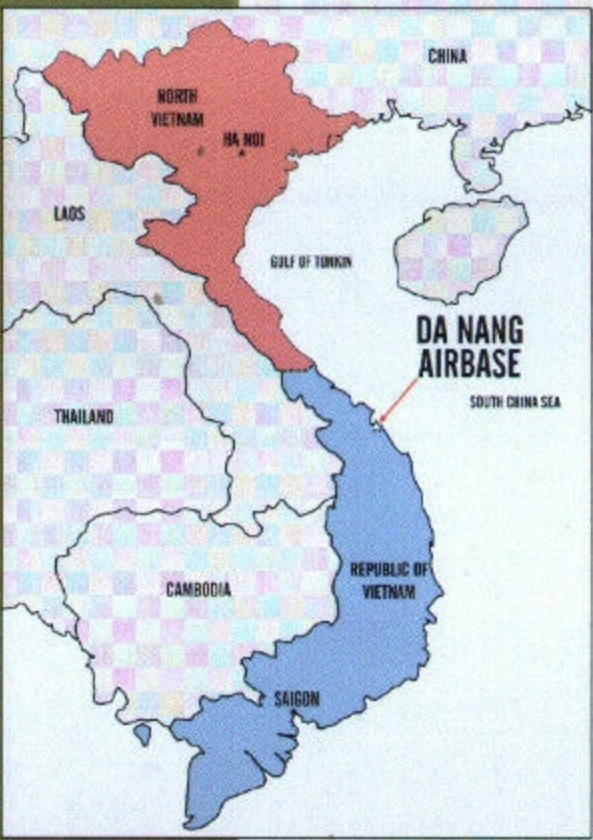 CHINA
NORTH
VIETNAM
HA NOI
LAOS
GULF OF TONKIN
DA NANG
AIRBASE
SOUTH CHINA SEA
THAILAND
REPUBLIC OF
VIETNAM
CAMBODIA
SAIGON